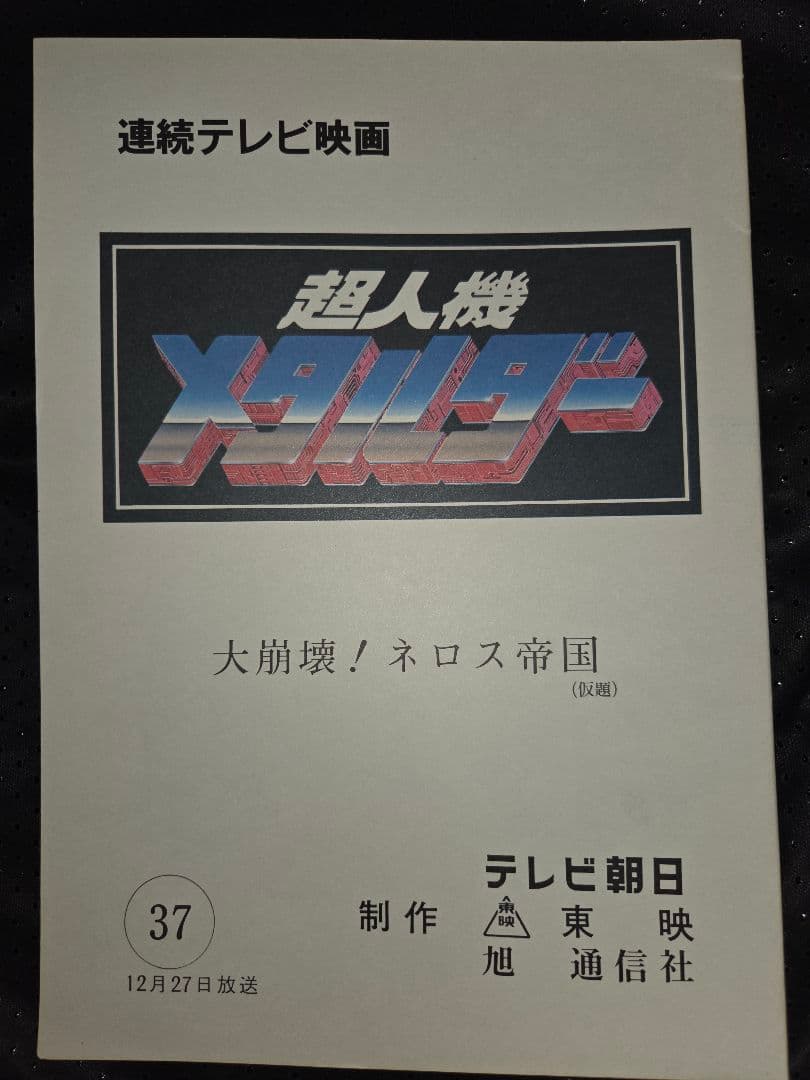 連続テレビ映画
超人機
メタルダー
大崩壊!ネロス帝国
(仮題)
テレビ朝日
制作 東映 東映
旭通信社
37
12月27日放送